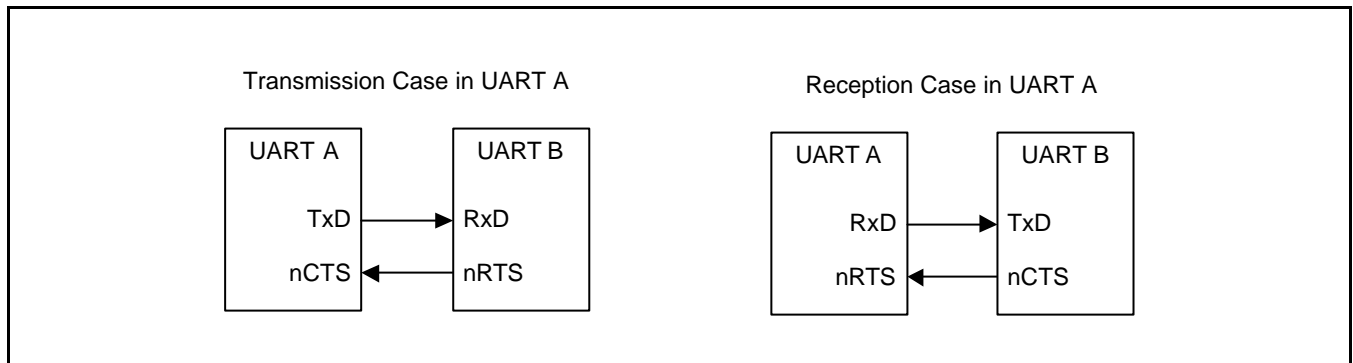 Transmission Case in UART A
UART A
UART B
TxD
RxD
nCTS
nRTS
Reception Case in UART A
UART A
UART B
RxD
TxD
nRTS
nCTS